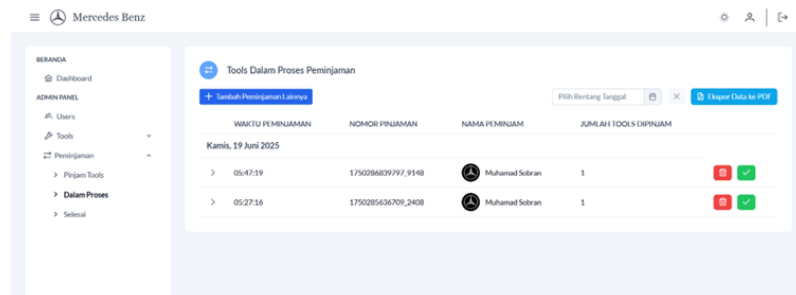 Mercedes Benz
BERANDA
Dashboard
ADMIN PANEL
Users
Tools
Peminjaman
Pinjam Tools
Dalam Proses
Selesai
Tools Dalam Proses Peminjaman
+ Tambah Peminjaman Lainnya
Pilih Rentang Tanggal
Ekspor Data ke PDF
WAKTU PEMINJAMAN NOMOR PINJAMAN NAMA PEMINJAM JUMLAH TOOLS DIPINJAM
Kamis, 19 Juni 2025
05:47:19 1750286839797_9148 Muhamad Sobran 1
05:27:16 1750285636709_2408 Muhamad Sobran 1